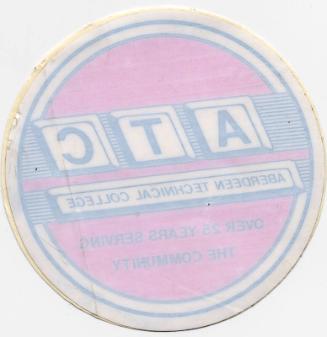 ATC
ABERDEEN TECHNICAL COLLEGE
OVER 25 YEARS SERVING
THE COMMUNITY